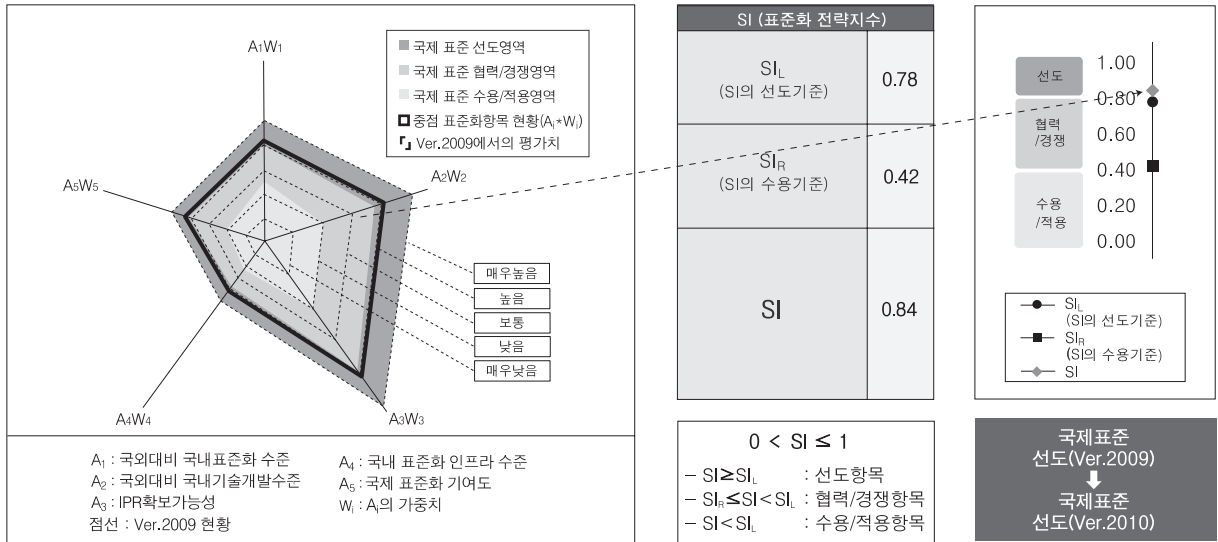 A₁W₁
A₂W₂
A₃W₃
A₄W₄
A₅W₅
국제 표준 선도영역
국제 표준 협력/경쟁영역
국제 표준 수용/적용영역
중점 표준화항목 현황(Aᵢ*Wᵢ)
Ver.2009에서의 평가치
매우높음
높음
보통
낮음
매우낮음
A₁ : 국외대비 국내표준화 수준
A₂ : 국외대비 국내기술개발수준
A₃ : IPR확보가능성
점선 : Ver.2009 현황
A₄ : 국내 표준화 인프라 수준
A₅ : 국제 표준화 기여도
Wᵢ : Aᵢ의 가중치
SI (표준화 전략지수)
SI_L
(SI의 선도기준)
0.78
SI_R
(SI의 수용기준)
0.42
SI
0.84
0 < SI ≤ 1
– SI≥SI_L : 선도항목
– SI_R≤SI<SI_L : 협력/경쟁항목
– SI<SI_L : 수용/적용항목
선도
협력
/경쟁
수용
/적용
1.00
0.80
0.60
0.40
0.20
0.00
SI_L
(SI의 선도기준)
SI_R
(SI의 수용기준)
SI
국제표준
선도(Ver.2009)
국제표준
선도(Ver.2010)